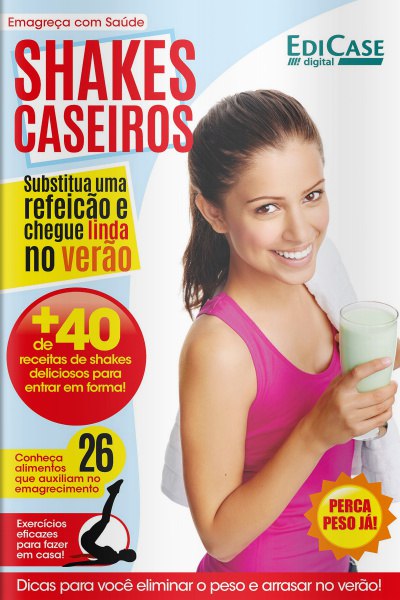 Emagreça com Saúde
EDICASE
digital
SHAKES
CASEIROS
Substitua uma
refeição e
chegue linda
no verão
+ de 40
receitas de shakes
deliciosos para
entrar em forma!
Conheça 26
alimentos
que auxiliam no
emagrecimento
Exercícios
eficazes
para fazer
em casa!
PERCA
PESO JÁ!
Dicas para você eliminar o peso e arrasar no verão!